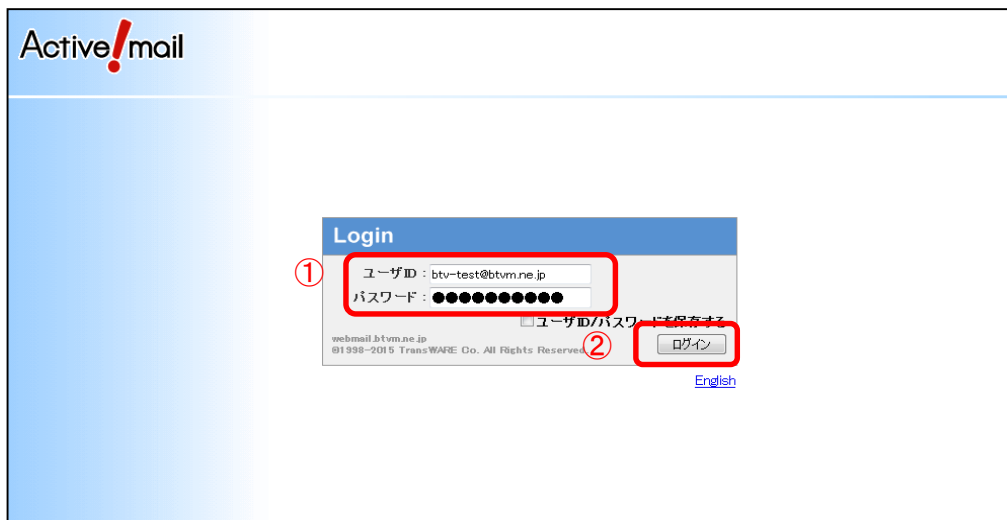 Active!mail
Login
① ユーザID : btv-test@btvm.ne.jp
パスワード : ●●●●●●●●●●
ユーザID/パスワードを保存する
webmail.btvm.ne.jp
©1998-2015 TransWARE Co. All Rights Reserved.
② ログイン
English